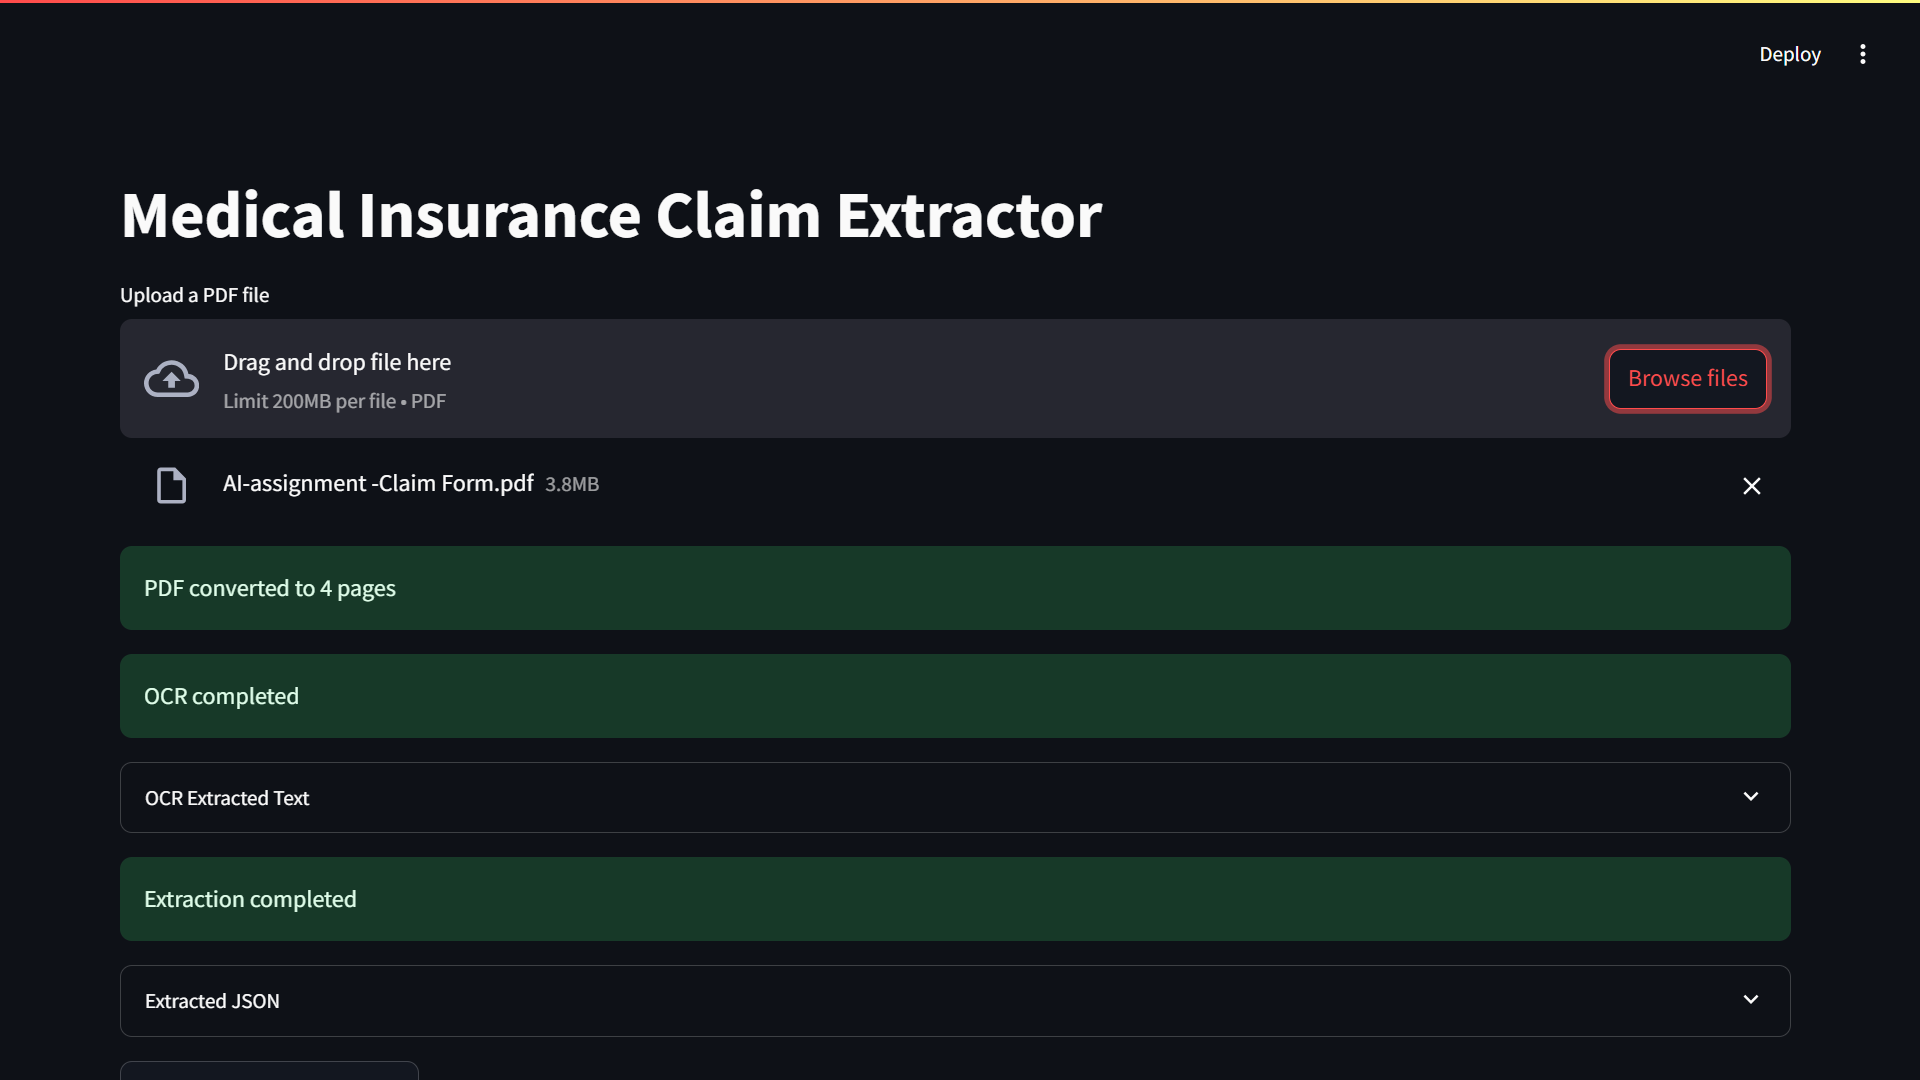 Deploy
Medical Insurance Claim Extractor
Upload a PDF file
Drag and drop file here
Limit 200MB per file • PDF
Browse files
AI-assignment -Claim Form.pdf 3.8MB
PDF converted to 4 pages
OCR completed
OCR Extracted Text
Extraction completed
Extracted JSON